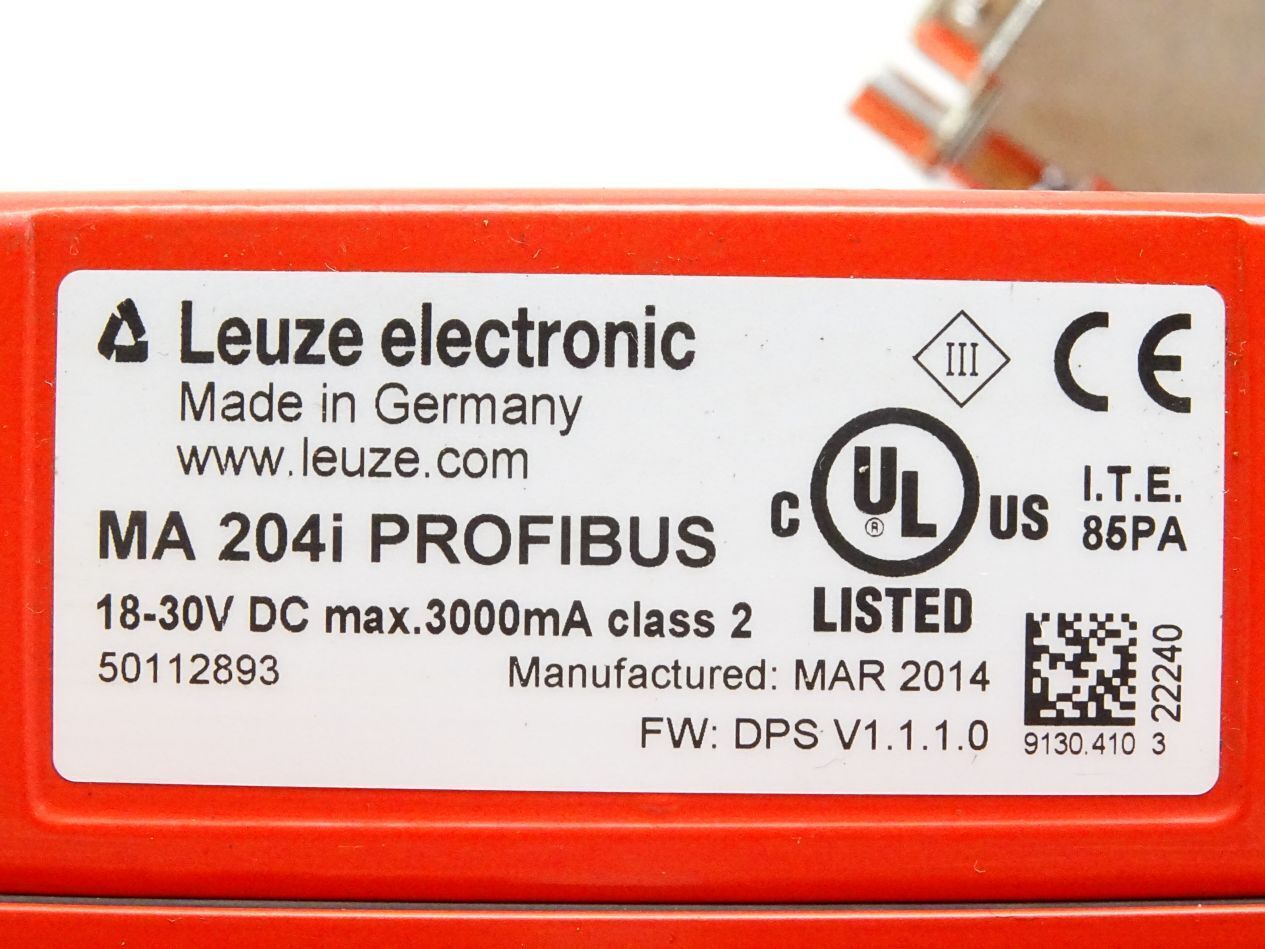 Leuze electronic
Made in Germany
www.leuze.com
MA 204i PROFIBUS
18-30V DC max.3000mA class 2
50112893
Manufactured: MAR 2014
FW: DPS V1.1.1.0
III
CE
C UL ® US
LISTED
I.T.E.
85PA
22240
9130.410 3